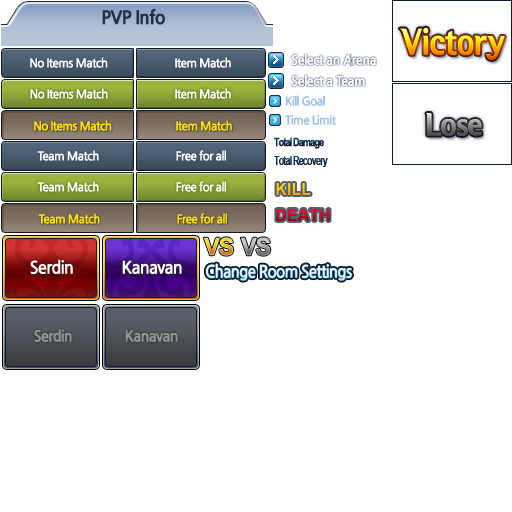 PVP Info
No Items Match
Item Match
No Items Match
Item Match
No Items Match
Item Match
Team Match
Free for all
Team Match
Free for all
Team Match
Free for all
Select an Arena
Select a Team
Kill Goal
Time Limit
Total Damage
Total Recovery
KILL
DEATH
Victory
Lose
Serdin
Kanavan
VS VS
Change Room Settings
Serdin
Kanavan